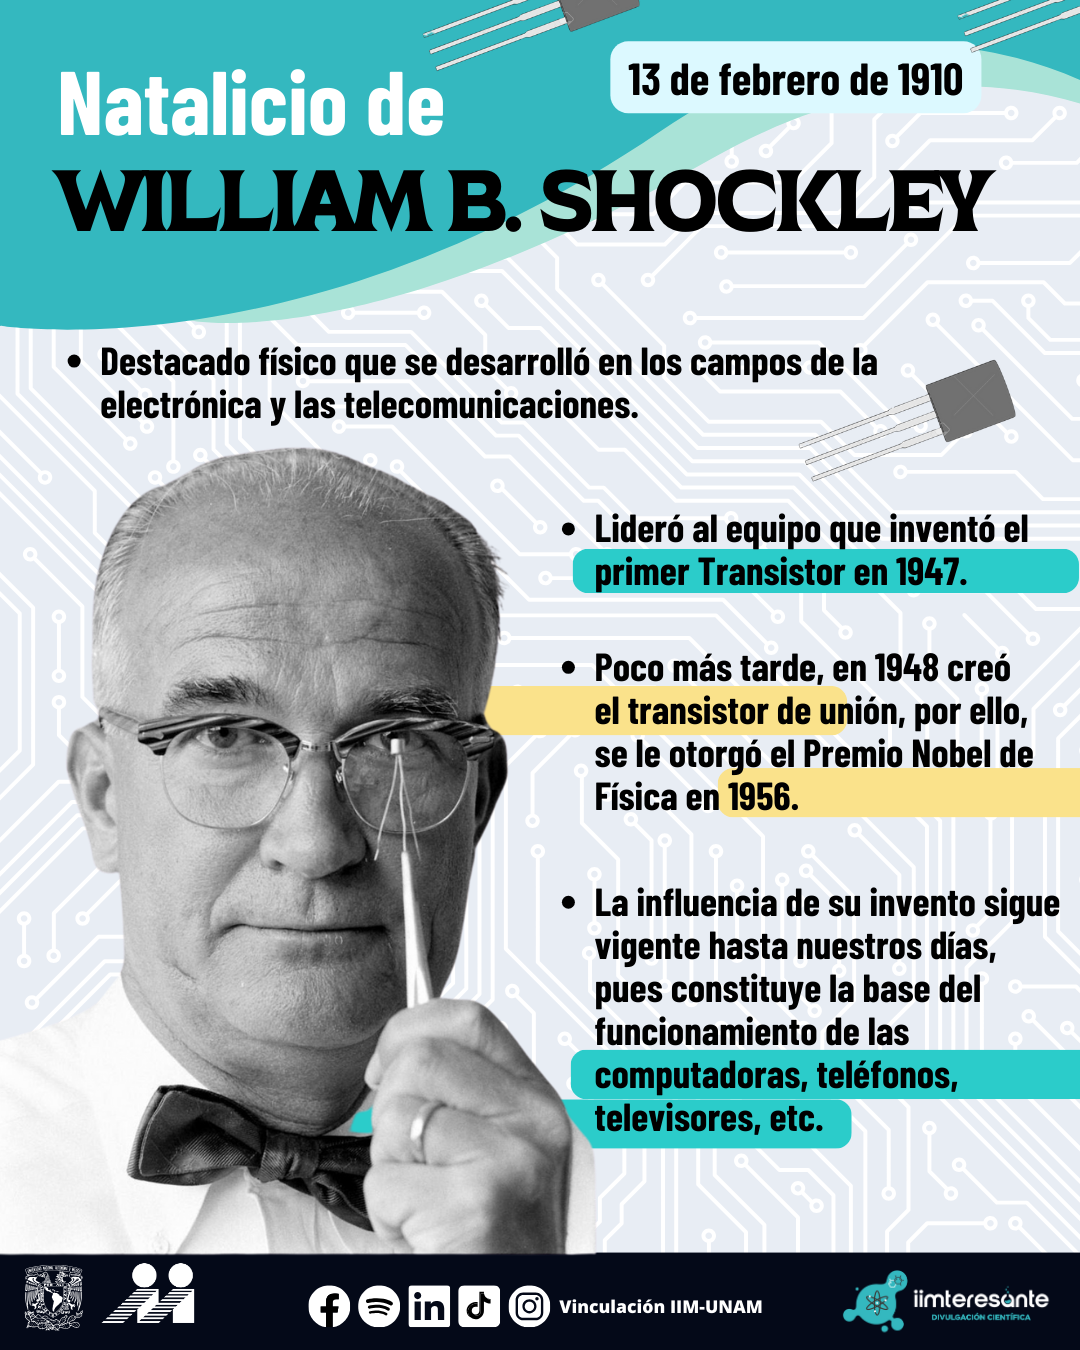 Natalicio de
13 de febrero de 1910
WILLIAM B. SHOCKLEY
• Destacado físico que se desarrolló en los campos de la
electrónica y las telecomunicaciones.
• Lideró al equipo que inventó el
primer Transistor en 1947.
• Poco más tarde, en 1948 creó
el transistor de unión, por ello,
se le otorgó el Premio Nobel de
Física en 1956.
• La influencia de su invento sigue
vigente hasta nuestros días,
pues constituye la base del
funcionamiento de las
computadoras, teléfonos,
televisores, etc.
Vinculación IIM-UNAM
iimteresante
DIVULGACIÓN CIENTÍFICA